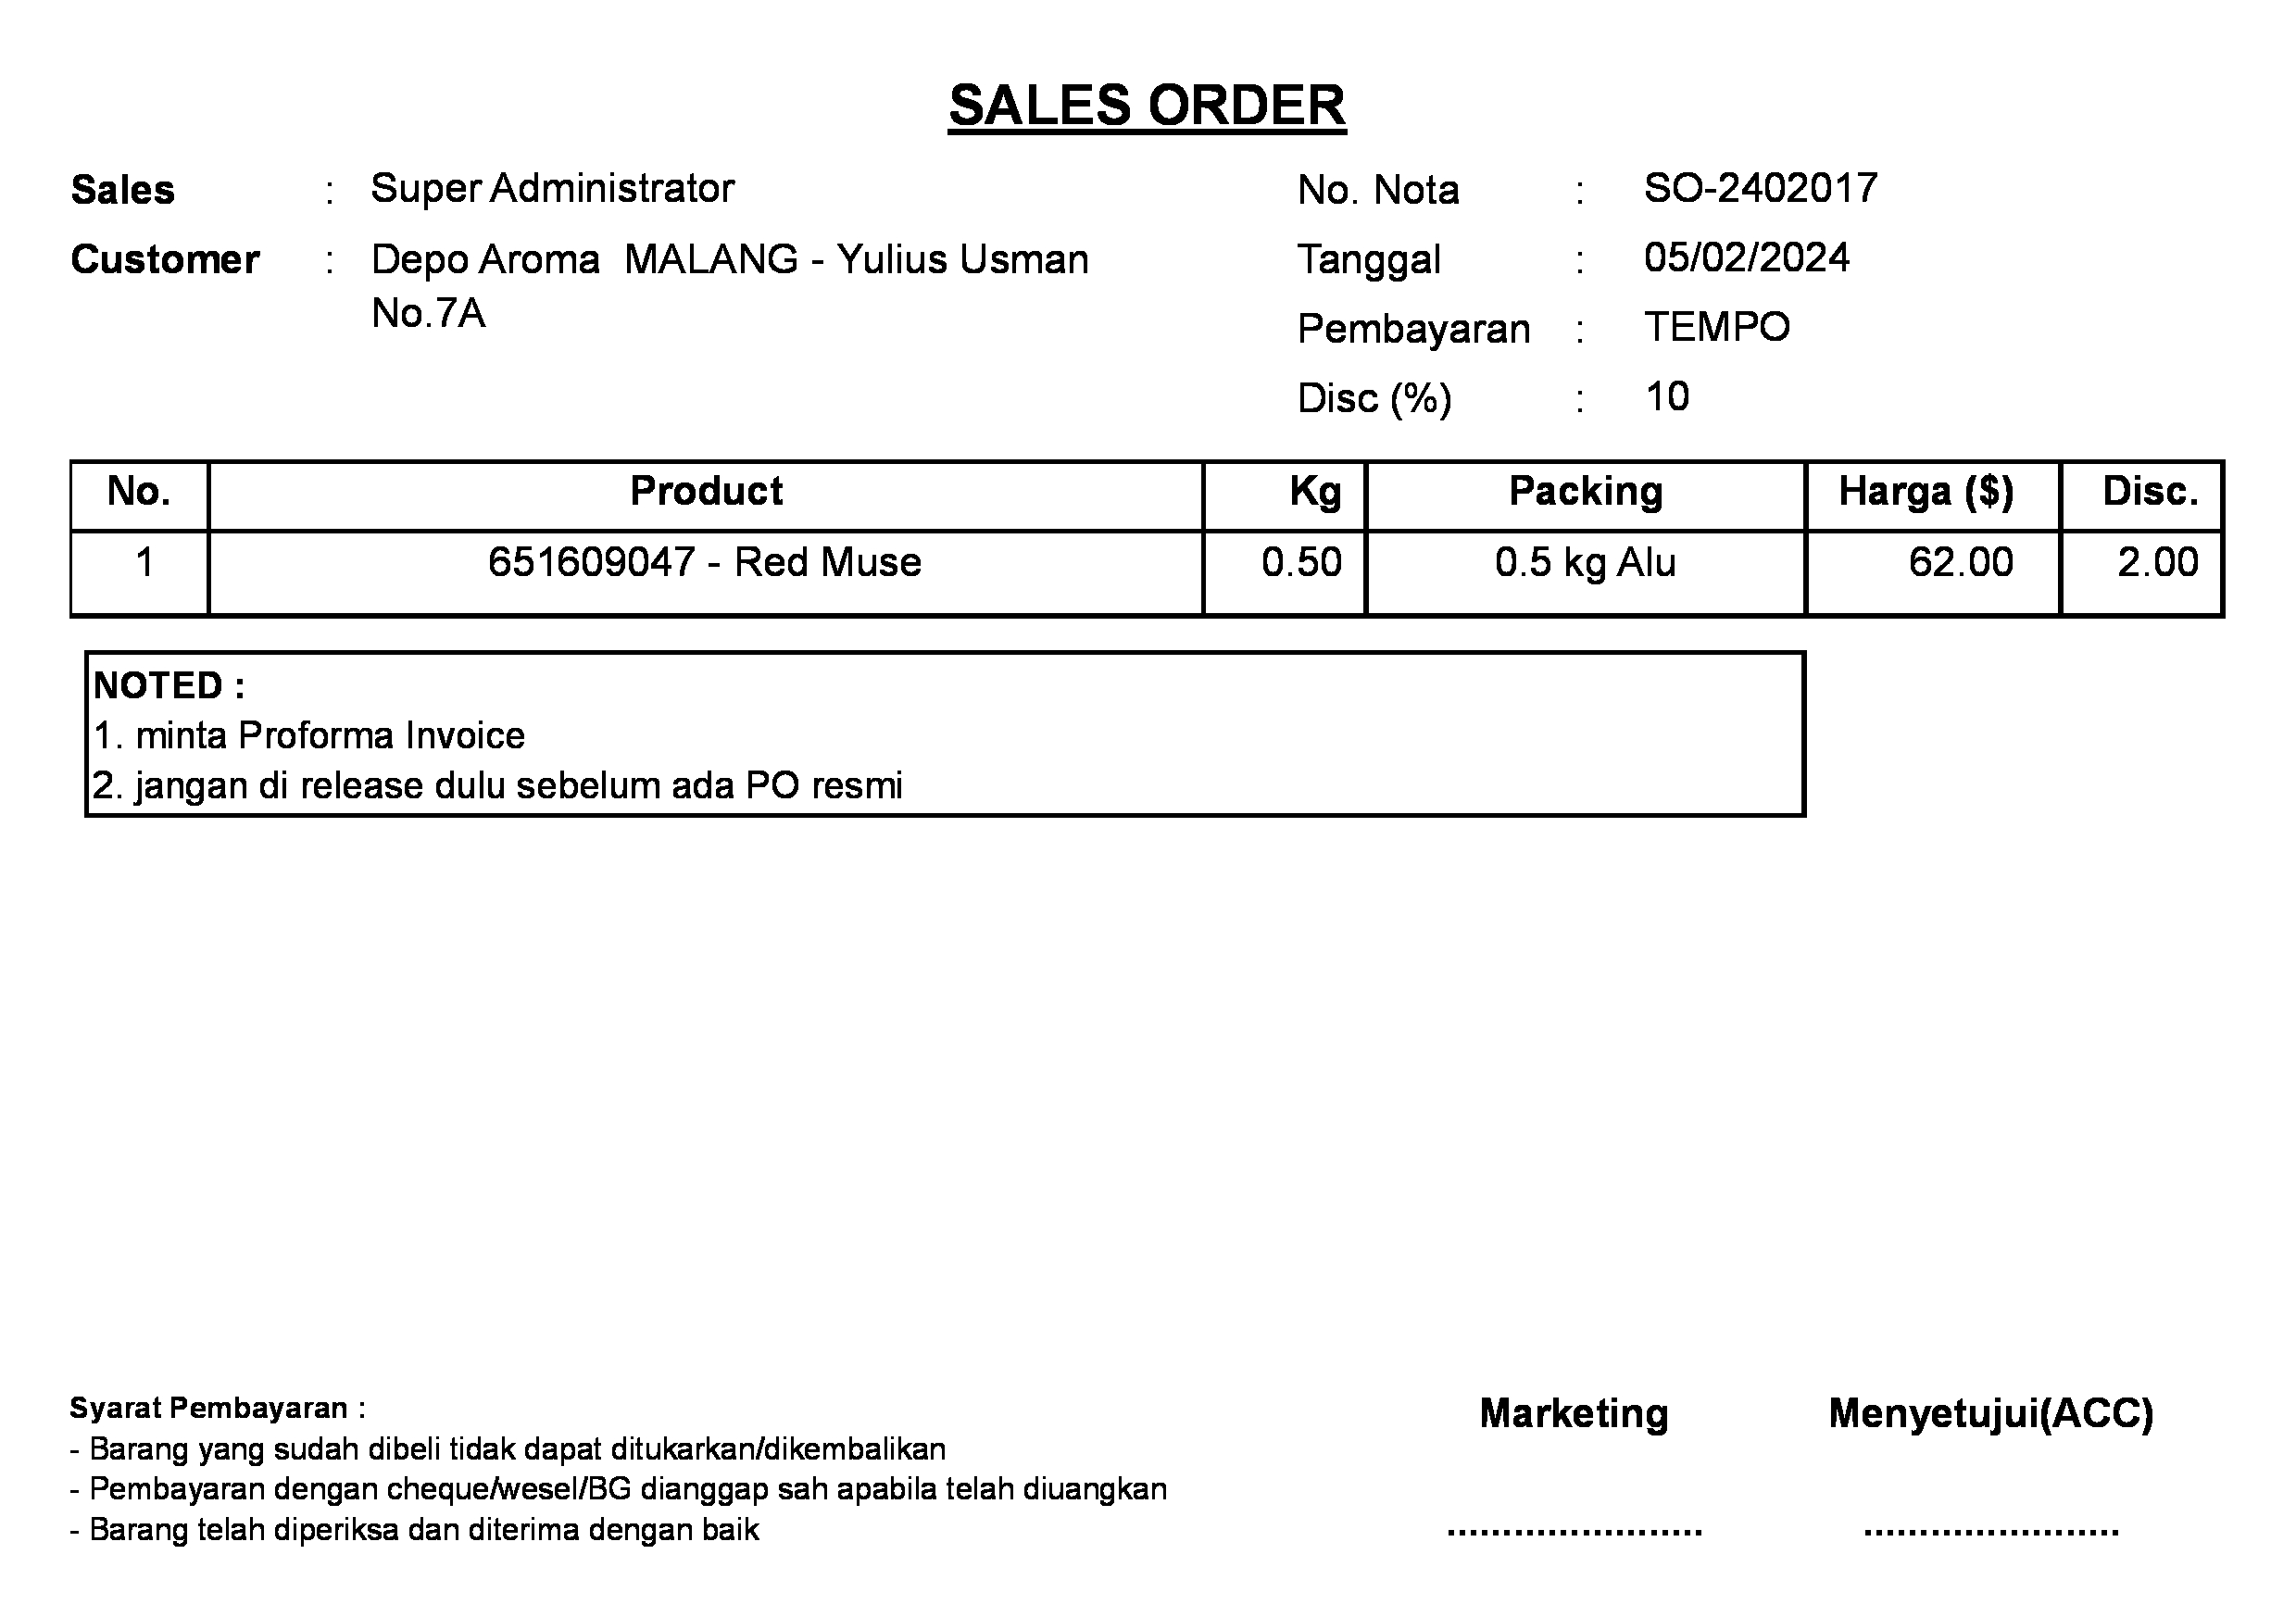 SALES ORDER
Sales : Super Administrator
No. Nota : SO-2402017
Customer : Depo Aroma MALANG - Yulius Usman
No.7A
Tanggal : 05/02/2024
Pembayaran : TEMPO
Disc (%) : 10
No. Product Kg Packing Harga ($) Disc.
1 651609047 - Red Muse 0.50 0.5 kg Alu 62.00 2.00
NOTED :
1. minta Proforma Invoice
2. jangan di release dulu sebelum ada PO resmi
Syarat Pembayaran :
- Barang yang sudah dibeli tidak dapat ditukarkan/dikembalikan
- Pembayaran dengan cheque/wesel/BG dianggap sah apabila telah diuangkan
- Barang telah diperiksa dan diterima dengan baik
Marketing Menyetujui(ACC)
....................... .......................